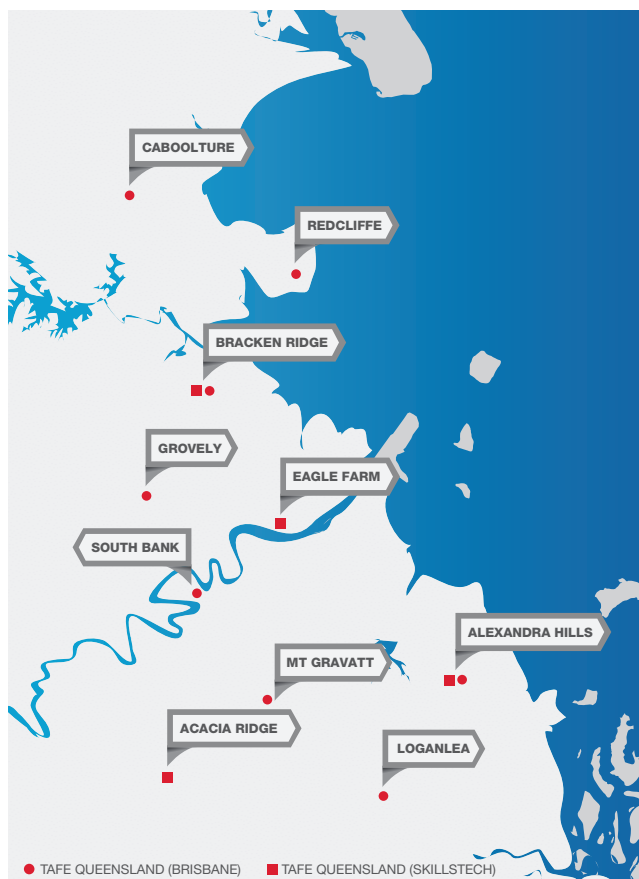 CABOOLTURE
REDCLIFFE
BRACKEN RIDGE
GROVELY
EAGLE FARM
SOUTH BANK
ALEXANDRA HILLS
MT GRAVATT
ACACIA RIDGE
LOGANLEA
TAFE QUEENSLAND (BRISBANE) TAFE QUEENSLAND (SKILLSTECH)